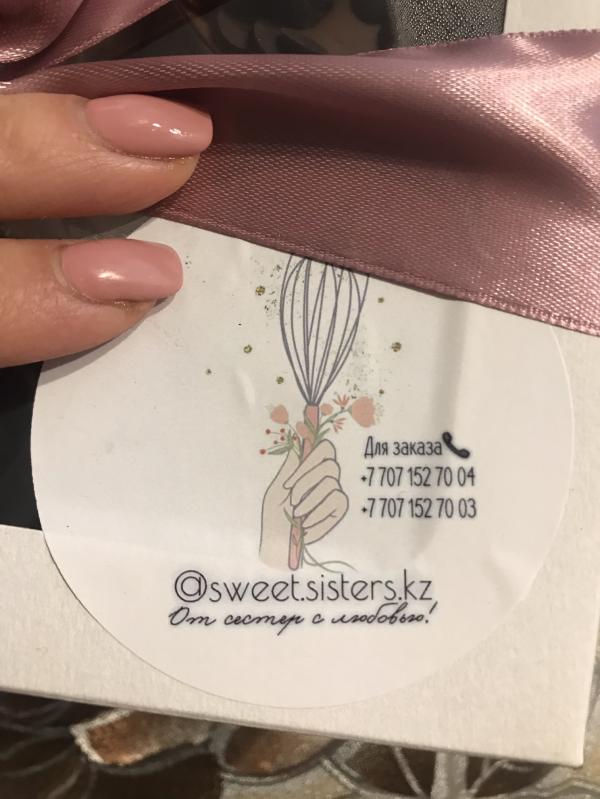 Для заказа
+7 707 152 70 04
+7 707 152 70 03
@sweet.sisters.kz
От сестер с любовью!